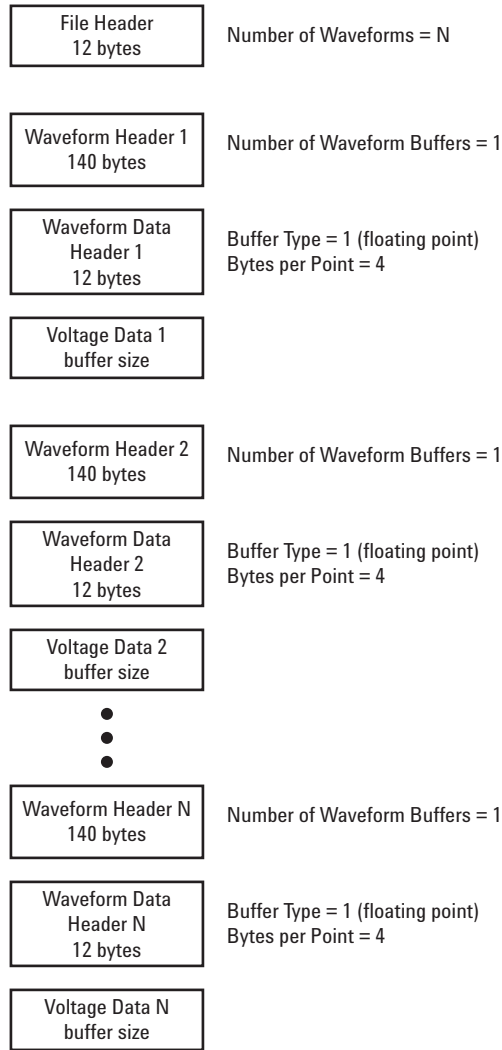 File Header
12 bytes
Number of Waveforms = N
Waveform Header 1
140 bytes
Number of Waveform Buffers = 1
Waveform Data
Header 1
12 bytes
Buffer Type = 1 (floating point)
Bytes per Point = 4
Voltage Data 1
buffer size
Waveform Header 2
140 bytes
Number of Waveform Buffers = 1
Waveform Data
Header 2
12 bytes
Buffer Type = 1 (floating point)
Bytes per Point = 4
Voltage Data 2
buffer size
Waveform Header N
140 bytes
Number of Waveform Buffers = 1
Waveform Data
Header N
12 bytes
Buffer Type = 1 (floating point)
Bytes per Point = 4
Voltage Data N
buffer size